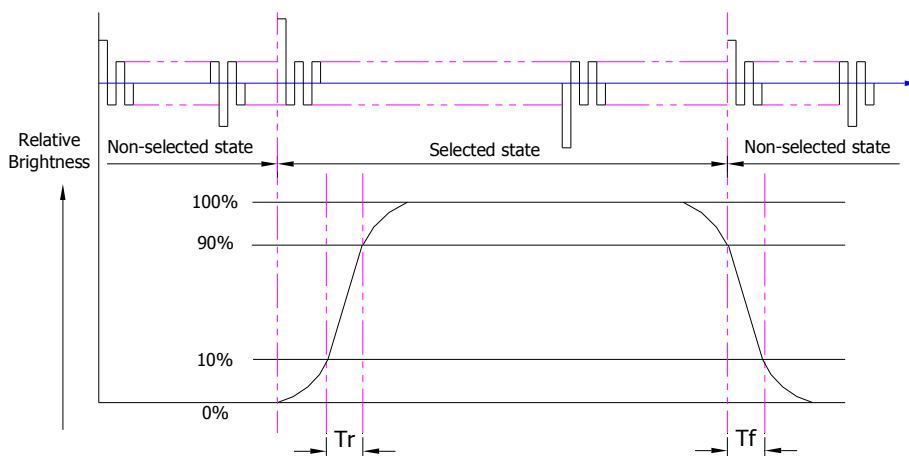 Relative
Brightness
Non-selected state
Selected state
Non-selected state
100%
90%
10%
0%
Tr
Tf